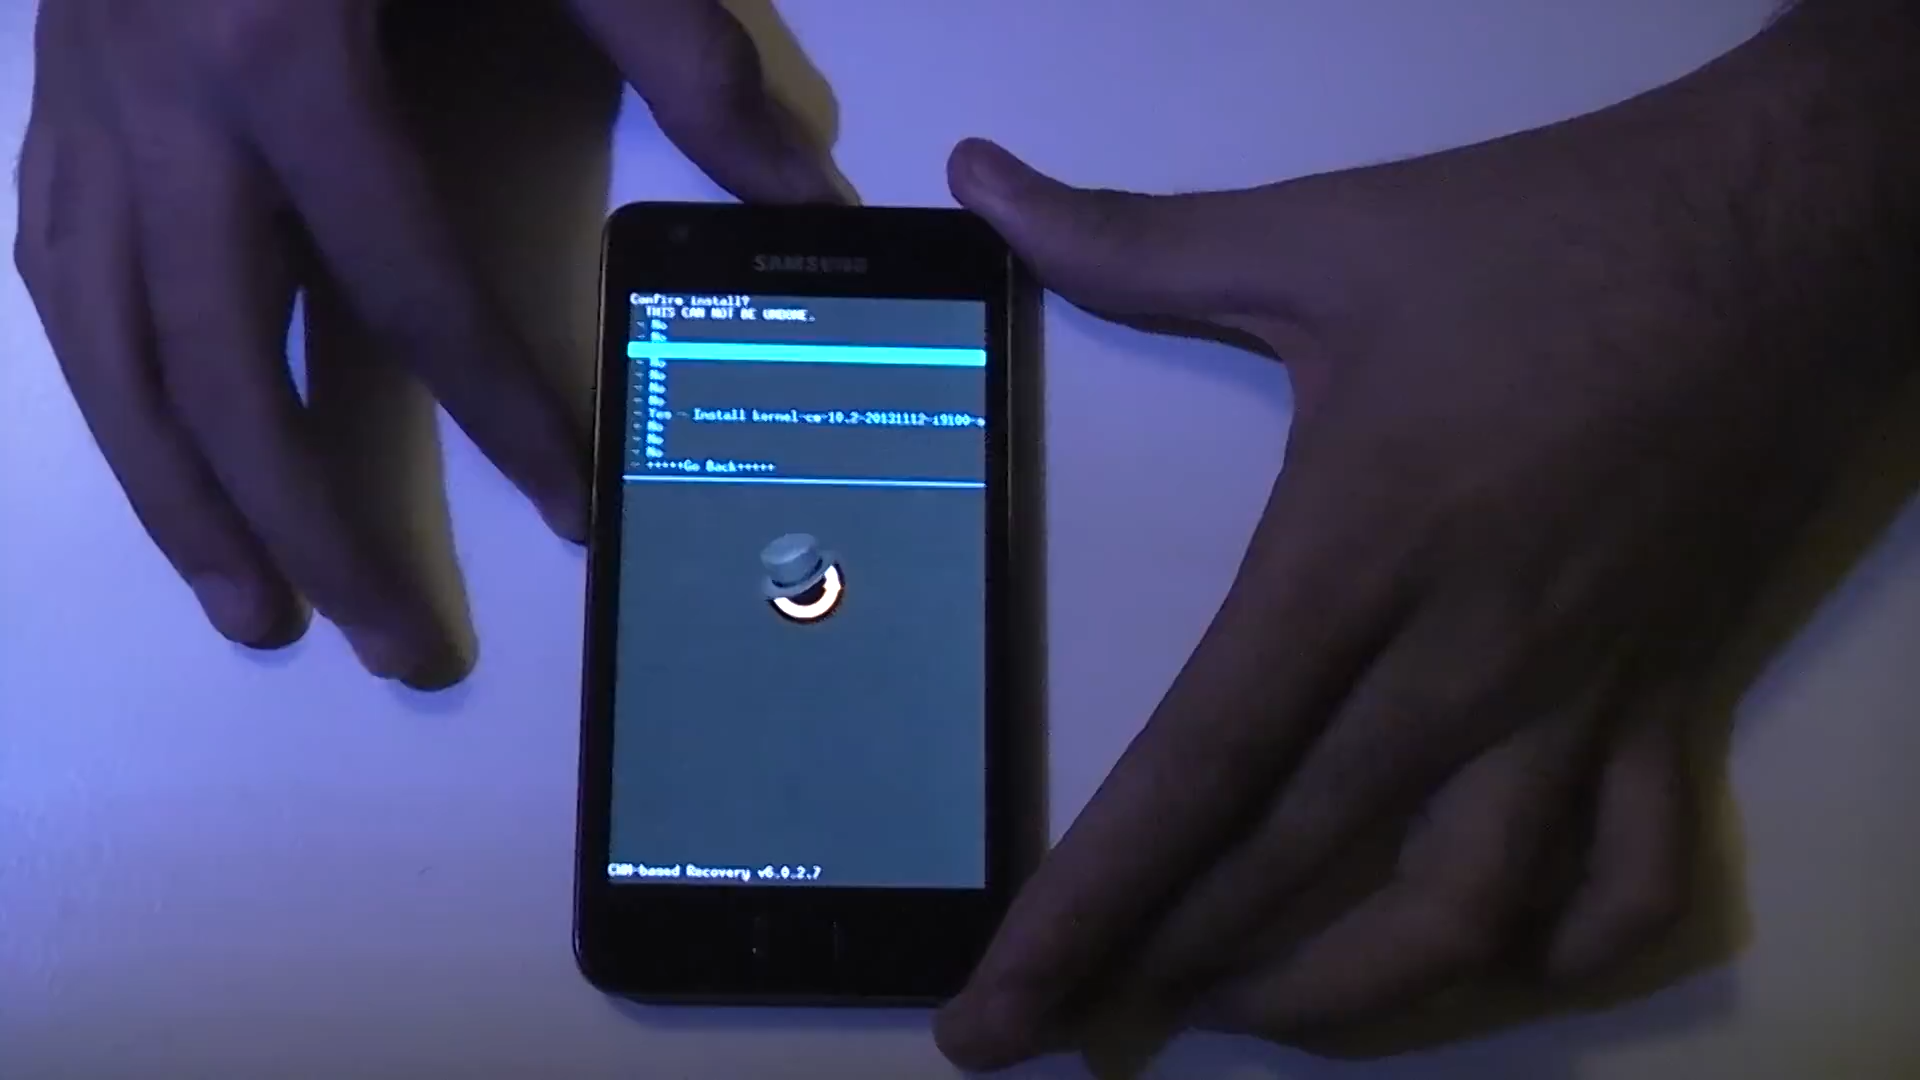 SAMSUNG
Confirm install?
THIS CAN NOT BE UNDONE.
- No
- No
- No
- No
- No
- No
- Yes - Install kernel-cm-10.2-20131112-i9100-s
- No
- No
- No
- +++++Go Back+++++
CWM-based Recovery v6.0.2.7